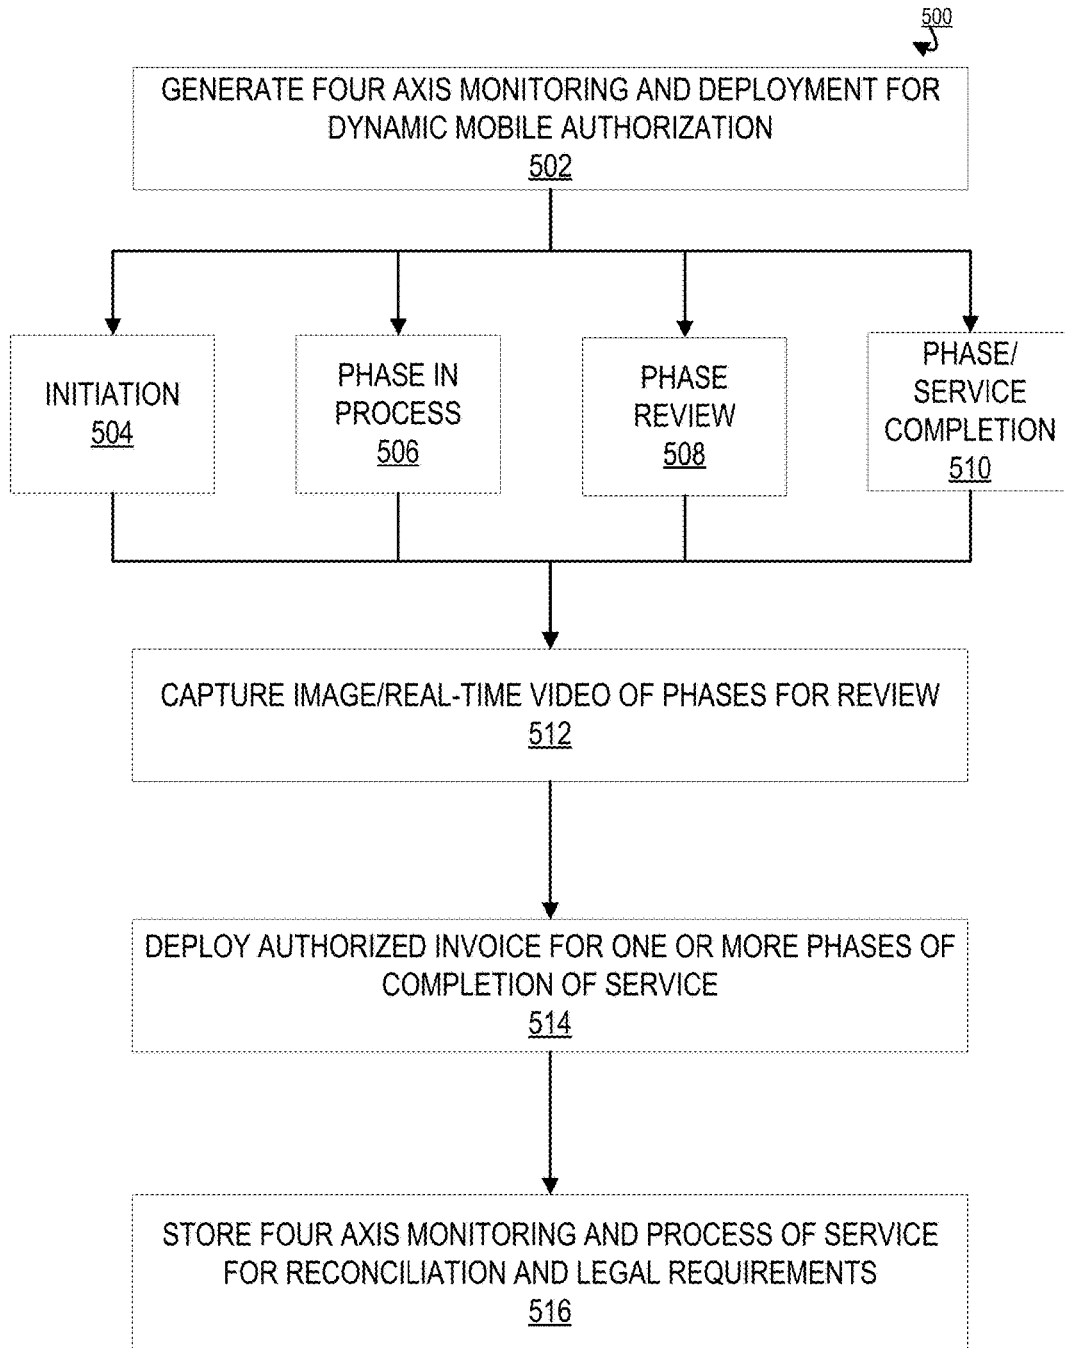 500
GENERATE FOUR AXIS MONITORING AND DEPLOYMENT FOR
DYNAMIC MOBILE AUTHORIZATION
502
INITIATION
504
PHASE IN
PROCESS
506
PHASE
REVIEW
508
PHASE/
SERVICE
COMPLETION
510
CAPTURE IMAGE/REAL-TIME VIDEO OF PHASES FOR REVIEW
512
DEPLOY AUTHORIZED INVOICE FOR ONE OR MORE PHASES OF
COMPLETION OF SERVICE
514
STORE FOUR AXIS MONITORING AND PROCESS OF SERVICE
FOR RECONCILIATION AND LEGAL REQUIREMENTS
516